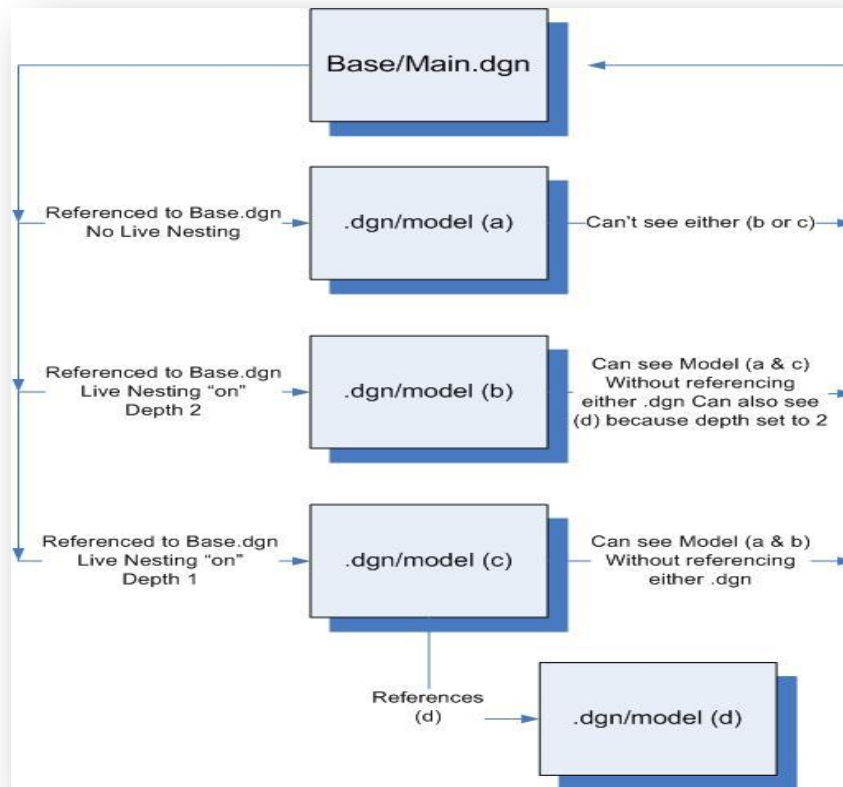 Base/Main.dgn
Referenced to Base.dgn
No Live Nesting
.dgn/model (a)
Can't see either (b or c)
Referenced to Base.dgn
Live Nesting “on”
Depth 2
.dgn/model (b)
Can see Model (a & c)
Without referencing
either .dgn Can also see
(d) because depth set to 2
Referenced to Base.dgn
Live Nesting “on”
Depth 1
.dgn/model (c)
Can see Model (a & b)
Without referencing
either .dgn
References
(d)
.dgn/model (d)